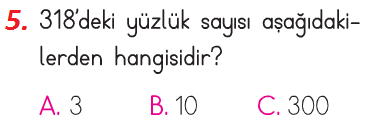 5. 318'deki yüzlük sayısı aşağıdaki-
lerden hangisidir?
A. 3 B. 10 C. 300